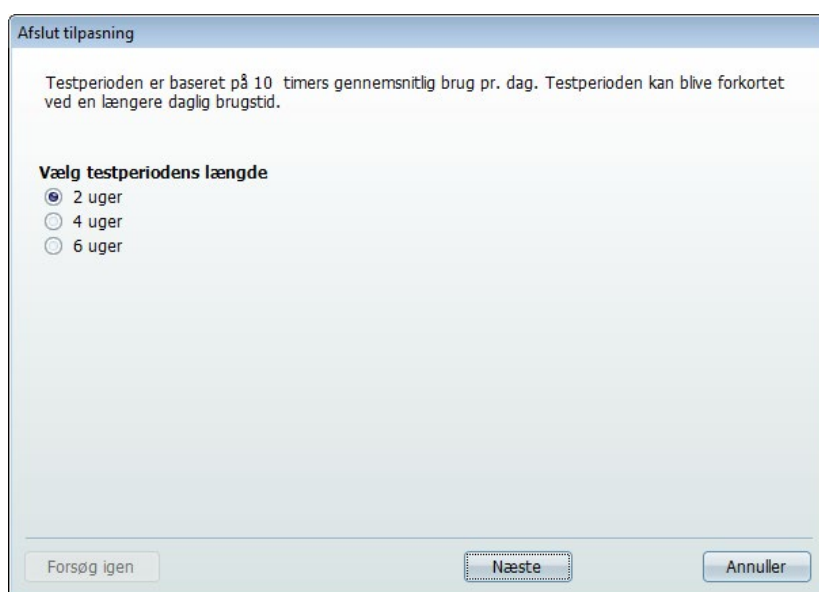 Afslut tilpasning
Testperioden er baseret på 10 timers gennemsnitlig brug pr. dag. Testperioden kan blive forkortet
ved en længere daglig brugstid.
Vælg testperiodens længde
2 uger
4 uger
6 uger
Forsøg igen
Næste
Annuller